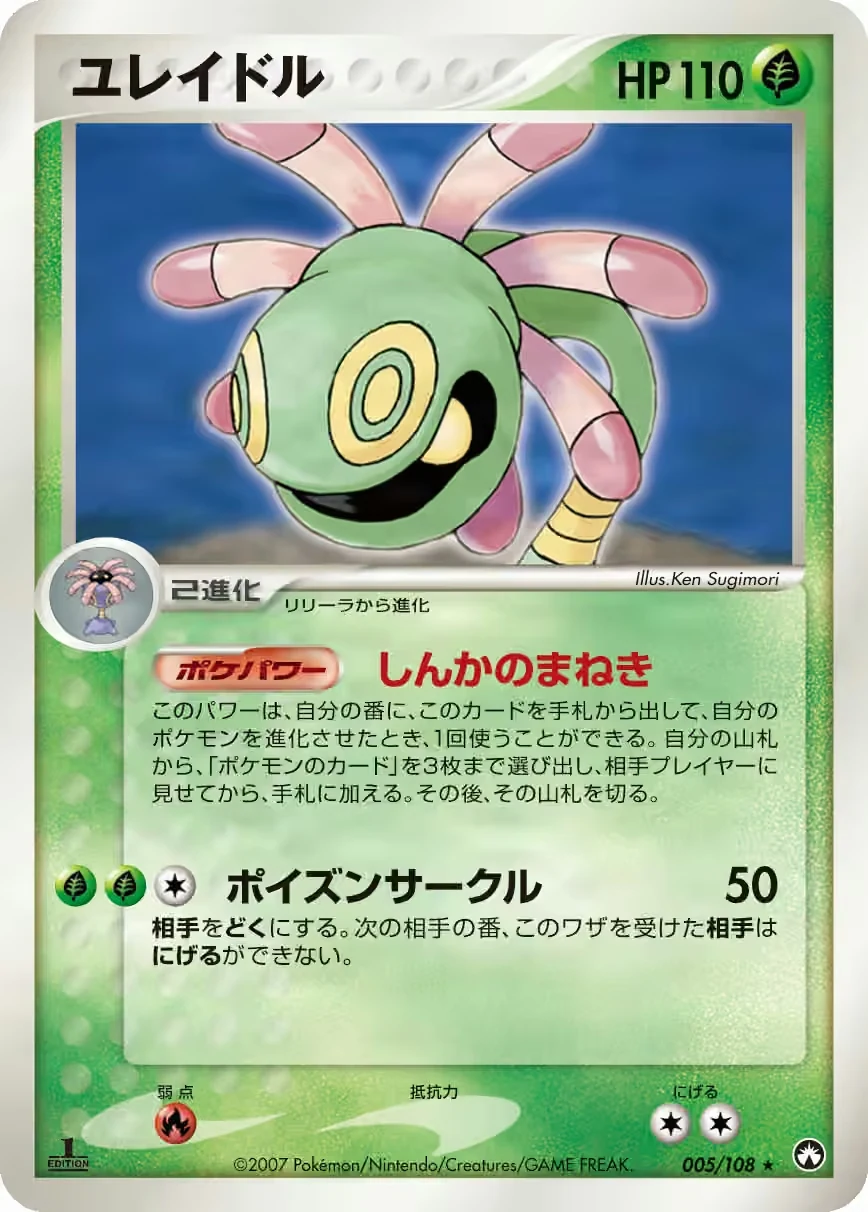 ユレイドル
HP 110
Illus.Ken Sugimori
己進化
リリーラから進化
ポケパワー しんかのまねき
このパワーは、自分の番に、このカードを手札から出して、自分の
ポケモンを進化させたとき、1回使うことができる。自分の山札
から、「ポケモンのカード」を3枚まで選び出し、相手プレイヤーに
見せてから、手札に加える。その後、その山札を切る。
ポイズンサークル 50
相手をどくにする。次の相手の番、このワザを受けた相手は
にげるができない。
弱点 抵抗力 にげる
1
EDITION
©2007 Pokémon/Nintendo/Creatures/GAME FREAK.
005/108 ★